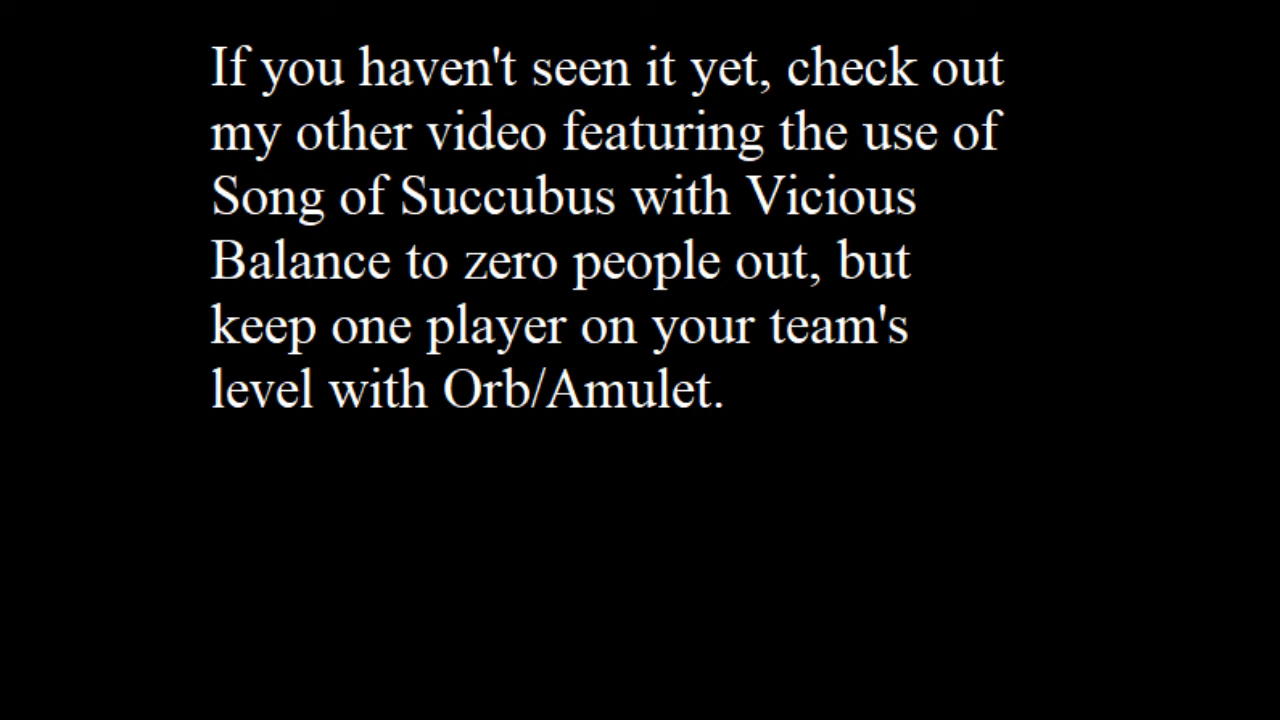 If you haven't seen it yet, check out
my other video featuring the use of
Song of Succubus with Vicious
Balance to zero people out, but
keep one player on your team's
level with Orb/Amulet.